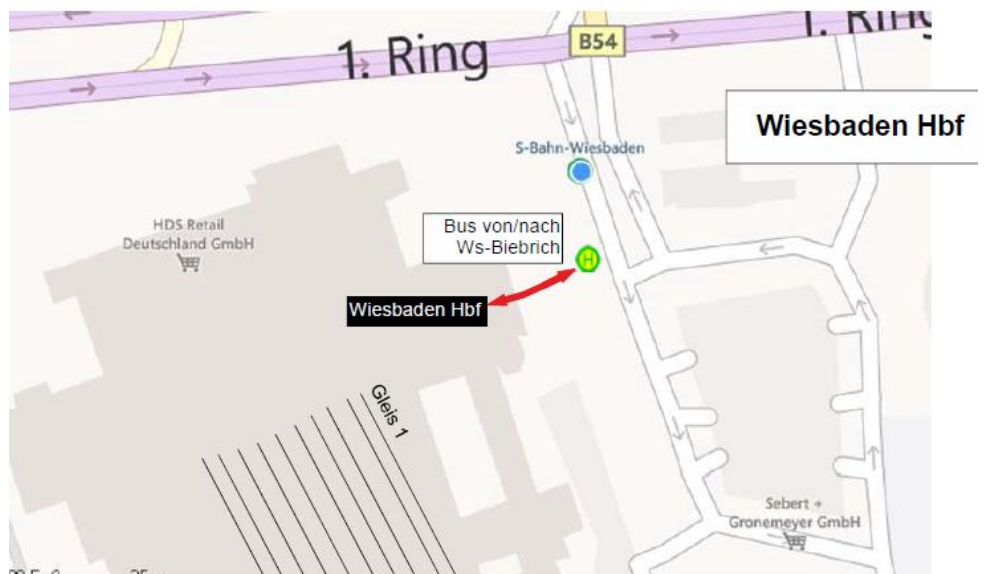 1. Ring
B54
1. Ring
Wiesbaden Hbf
S-Bahn-Wiesbaden
HDS Retail
Deutschland GmbH
Bus von/nach
Ws-Biebrich
H
Wiesbaden Hbf
Gleis 1
Sebert +
Gronemeyer GmbH